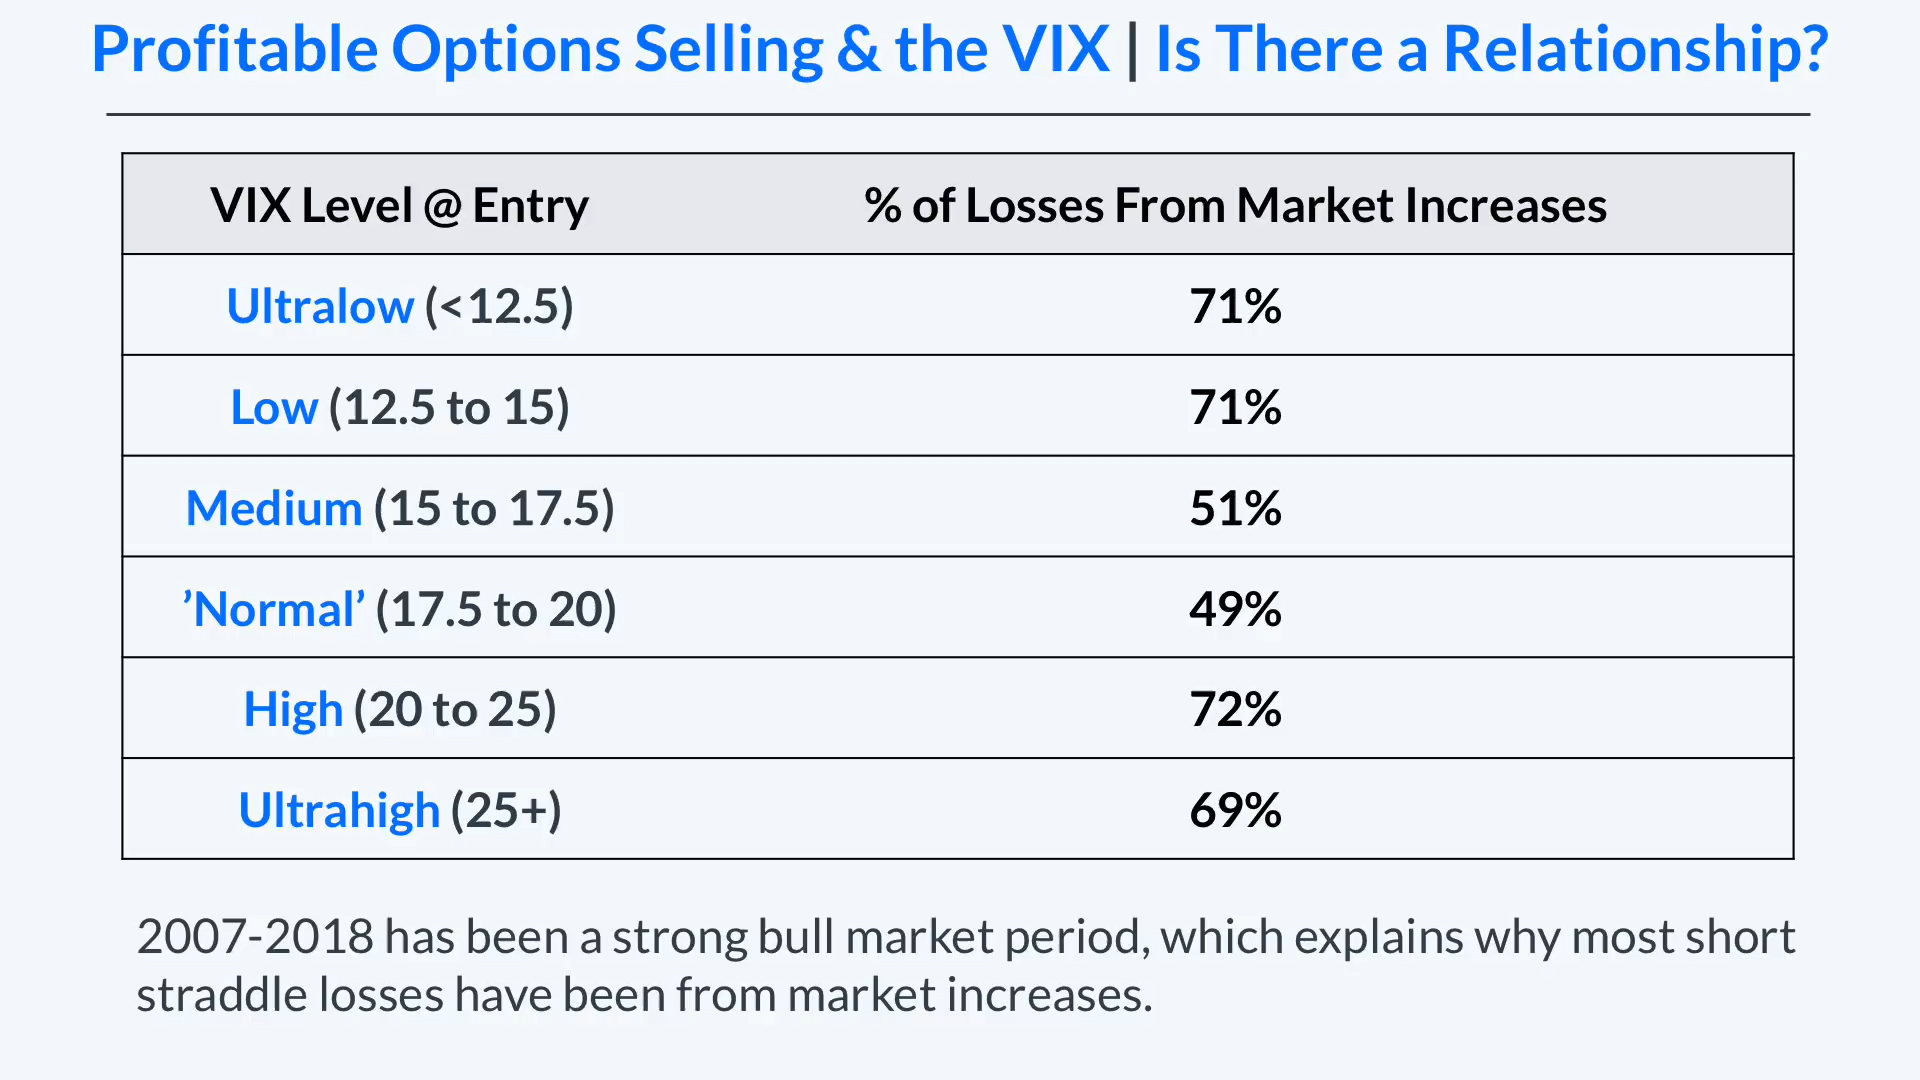 Profitable Options Selling & the VIX | Is There a Relationship?
VIX Level @ Entry % of Losses From Market Increases
Ultralow (<12.5) 71%
Low (12.5 to 15) 71%
Medium (15 to 17.5) 51%
’Normal’ (17.5 to 20) 49%
High (20 to 25) 72%
Ultrahigh (25+) 69%
2007-2018 has been a strong bull market period, which explains why most short
straddle losses have been from market increases.